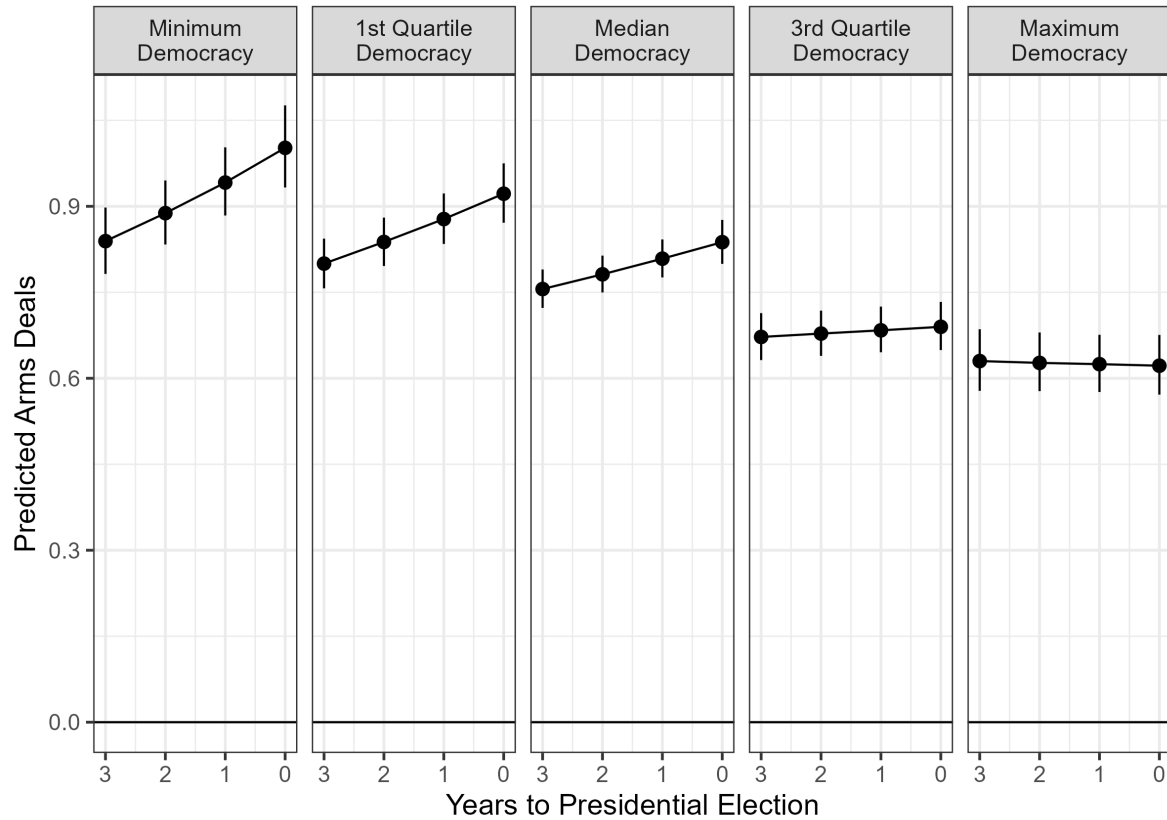 Minimum
Democracy
1st Quartile
Democracy
Median
Democracy
3rd Quartile
Democracy
Maximum
Democracy
Predicted Arms Deals
0.9
0.6
0.3
0.0
3 2 1 0 3 2 1 0 3 2 1 0 3 2 1 0 3 2 1 0
Years to Presidential Election